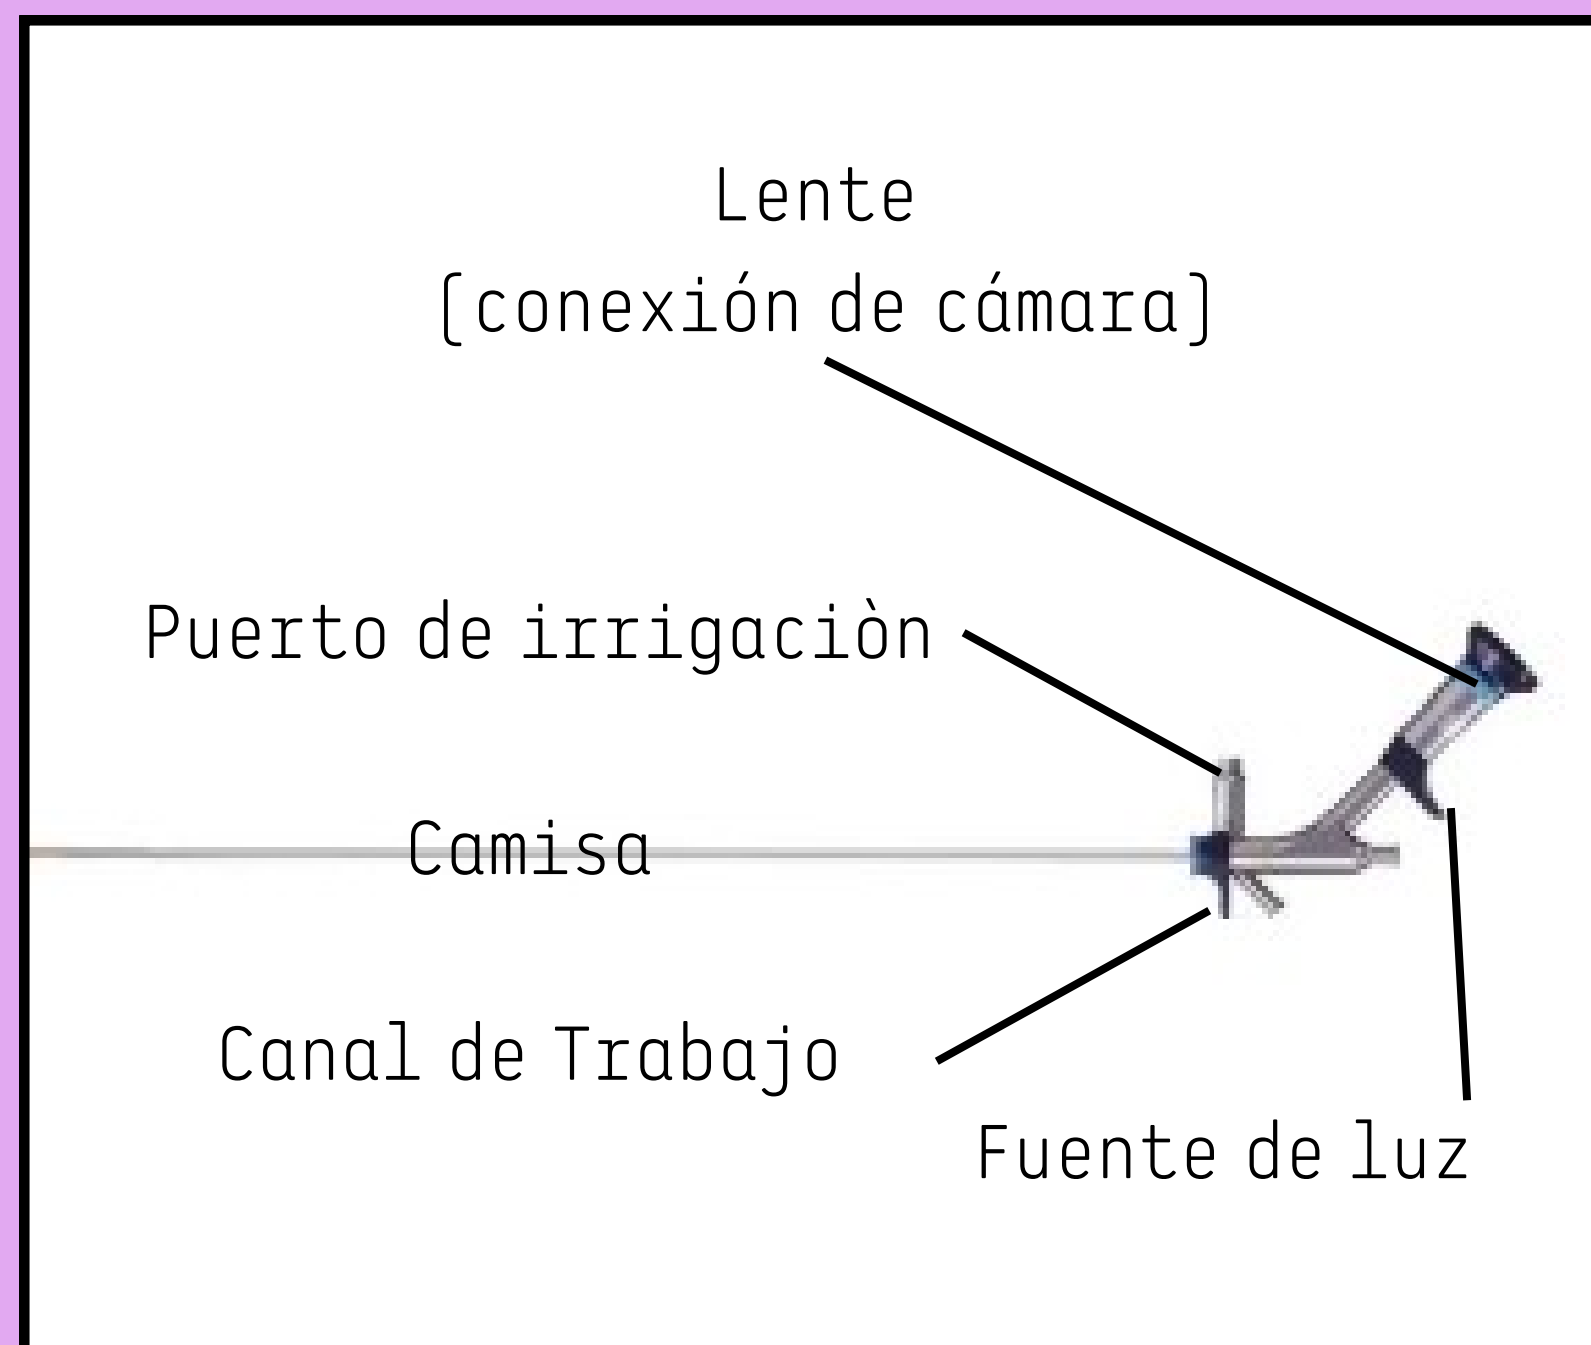 Lente
(conexión de cámara)
Puerto de irrigaciòn
Camisa
Canal de Trabajo
Fuente de luz